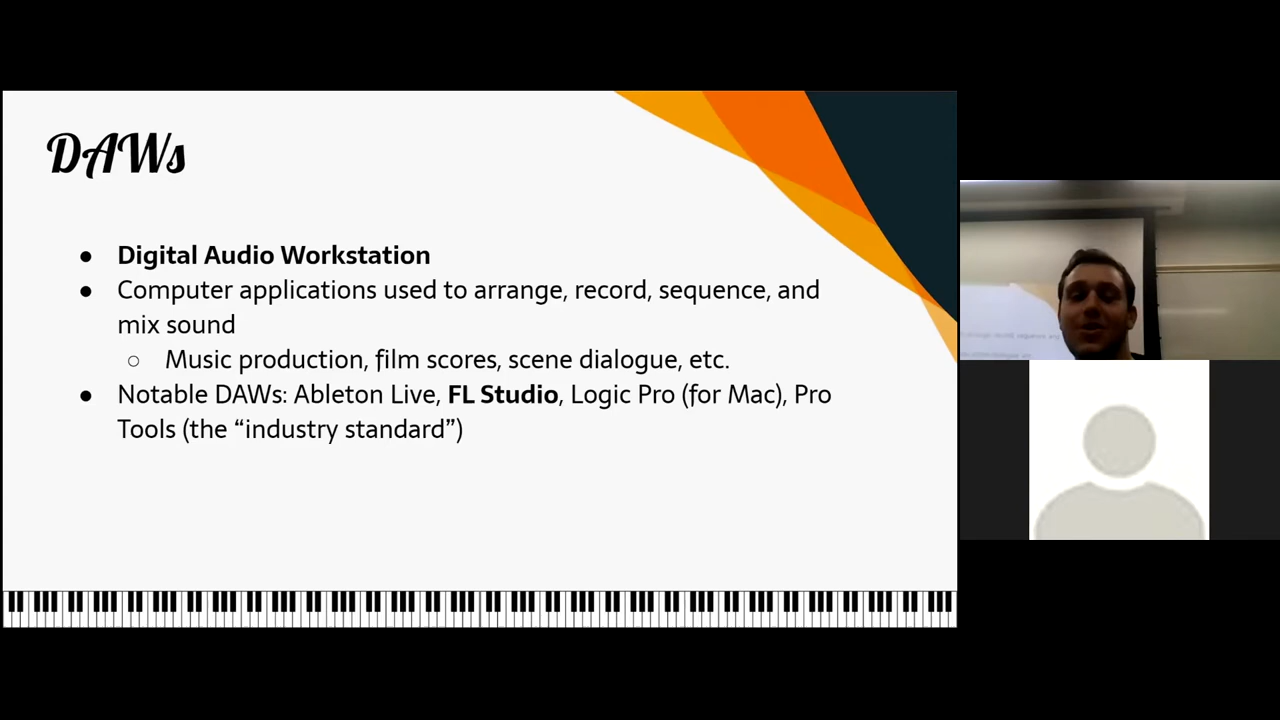 DAWs
● Digital Audio Workstation
● Computer applications used to arrange, record, sequence, and
mix sound
○ Music production, film scores, scene dialogue, etc.
● Notable DAWs: Ableton Live, FL Studio, Logic Pro (for Mac), Pro
Tools (the “industry standard”)